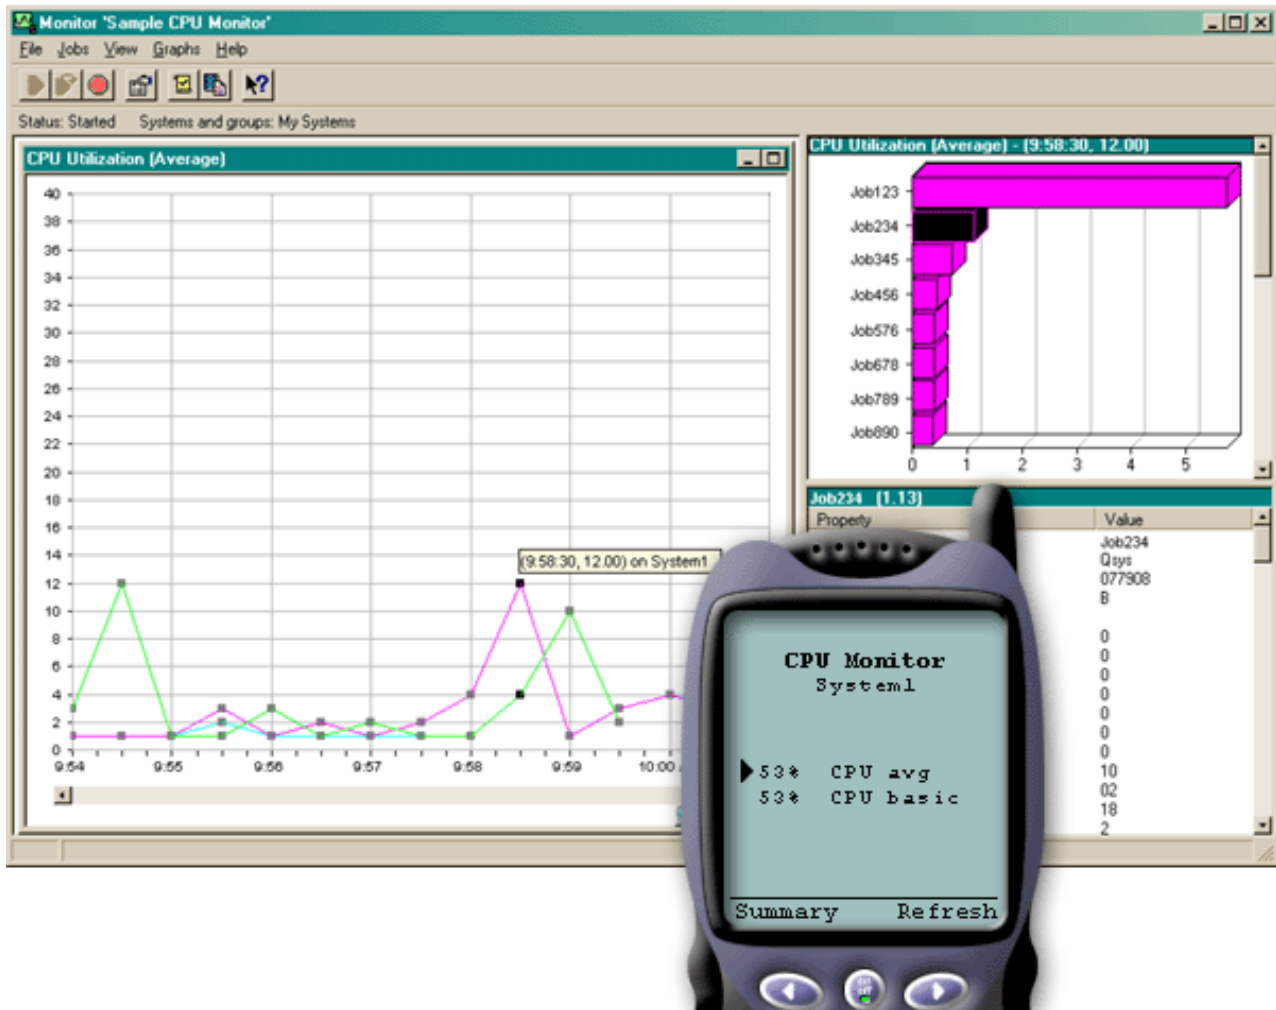 Monitor 'Sample CPU Monitor'
File Jobs View Graphs Help
Status: Started Systems and groups: My Systems
CPU Utilization (Average)
40
38
36
34
32
30
28
26
24
22
20
18
16
14
12
10
8
6
4
2
0
(9:58:30, 12.00) on System1
9:54 9:55 9:56 9:57 9:58 9:59 10:00
CPU Utilization (Average) - (9:58:30, 12.00)
Job123
Job234
Job345
Job456
Job576
Job678
Job789
Job890
0 1 2 3 4 5
Job234 (1.13)
Property Value
Job234
Qsys
077908
B
0
0
0
0
0
0
0
10
02
18
2
CPU Monitor
System1
53% CPU avg
53% CPU basic
Summary Refresh